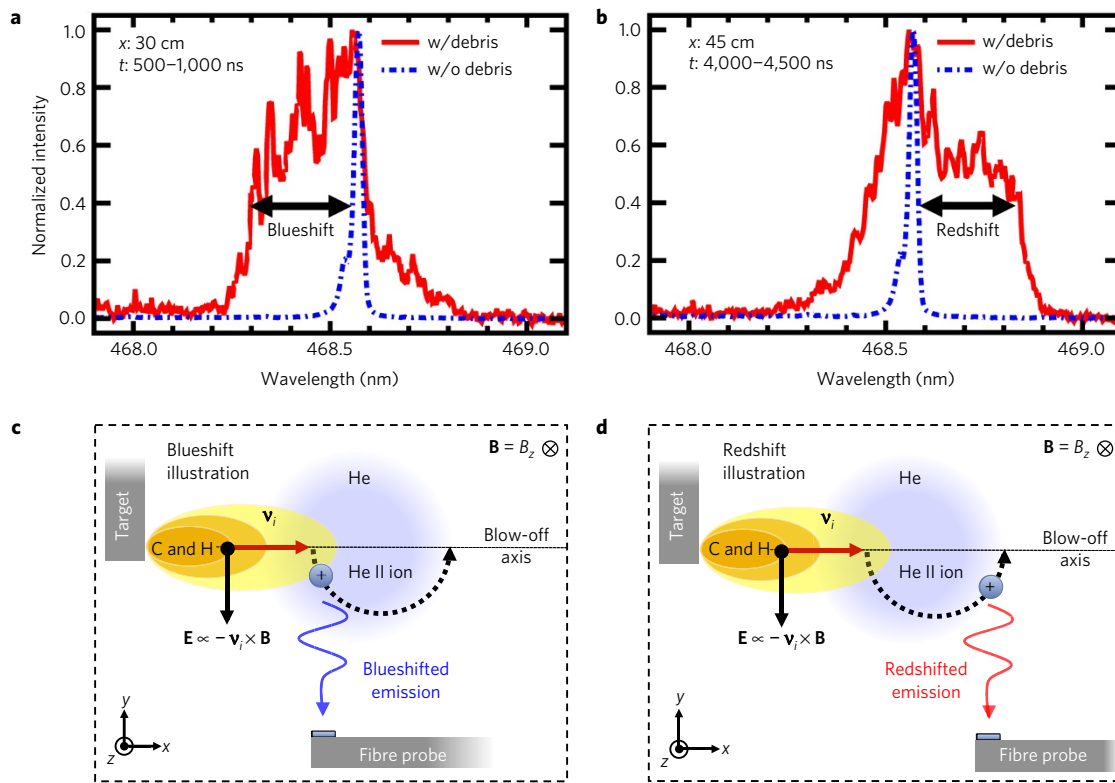 a
x: 30 cm
t: 500–1,000 ns
w/debris
w/o debris
Blueshift
Normalized intensity
1.0
0.8
0.6
0.4
0.2
0.0
468.0
468.5
469.0
Wavelength (nm)
b
x: 45 cm
t: 4,000–4,500 ns
w/debris
w/o debris
Redshift
1.0
0.8
0.6
0.4
0.2
0.0
468.0
468.5
469.0
Wavelength (nm)
c
Blueshift
illustration
B = Bz ⊗
Target
He
vi
C and H
Blow-off
axis
He II ion
+
E ∝ − vi × B
Blueshifted
emission
y
z
x
Fibre probe
d
Redshift
illustration
B = Bz ⊗
Target
He
vi
C and H
Blow-off
axis
He II ion
+
E ∝ − vi × B
Redshifted
emission
y
z
x
Fibre probe